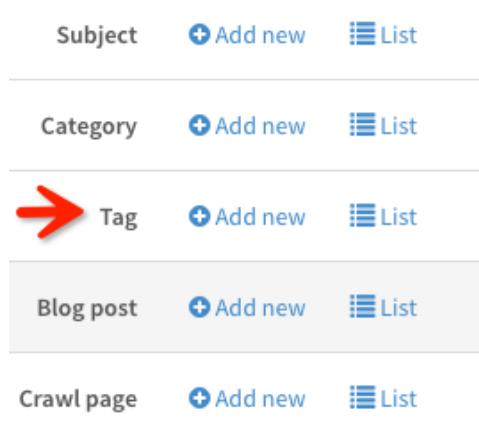 Subject Add new List
Category Add new List
Tag Add new List
Blog post Add new List
Crawl page Add new List